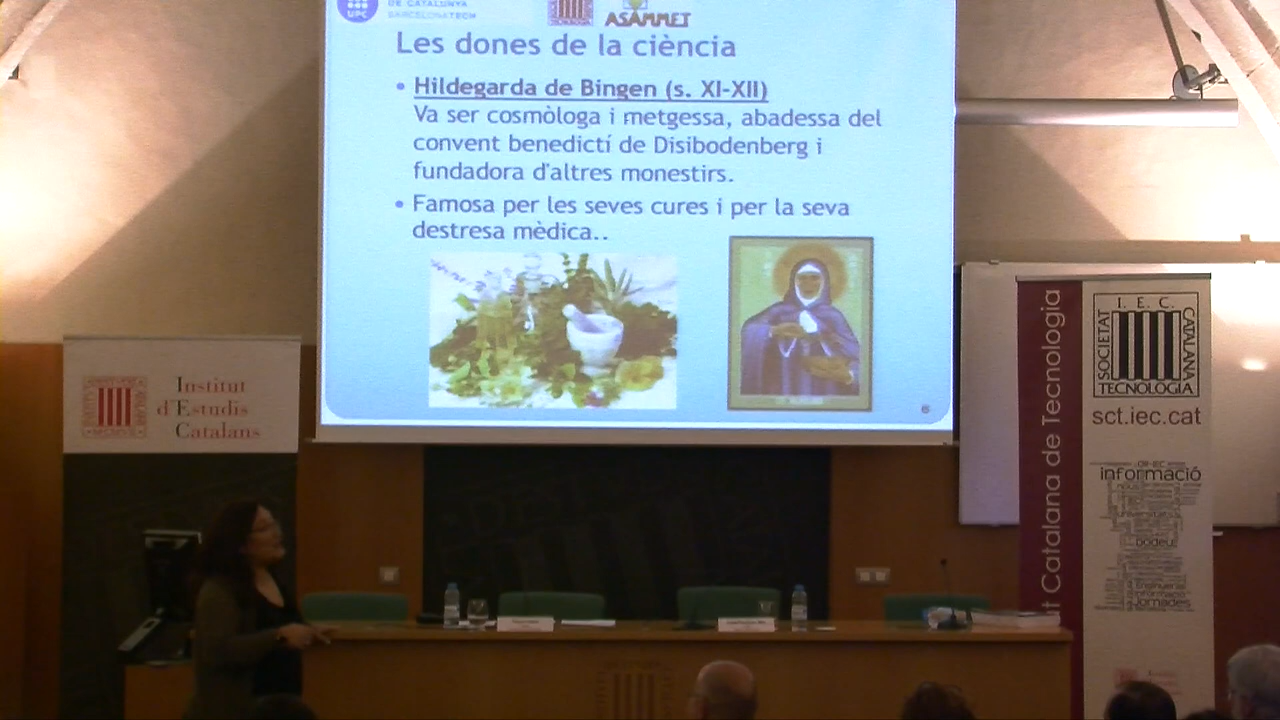 UPC
DE CATALUNYA
BARCELONATECH
ASAMMET
Les dones de la ciència
• Hildegarda de Bingen (s. XI-XII)
Va ser cosmòloga i metgessa, abadessa del
convent benedictí de Disibodenberg i
fundadora d'altres monestirs.
• Famosa per les seves cures i per la seva
destresa mèdica..
6
Institut
d'Estudis
Catalans
t Catalana de Tecnologia
I. E. C.
SOCIETAT
CATALANA
TECNOLOGIA
sct.iec.cat
informació
Jornades